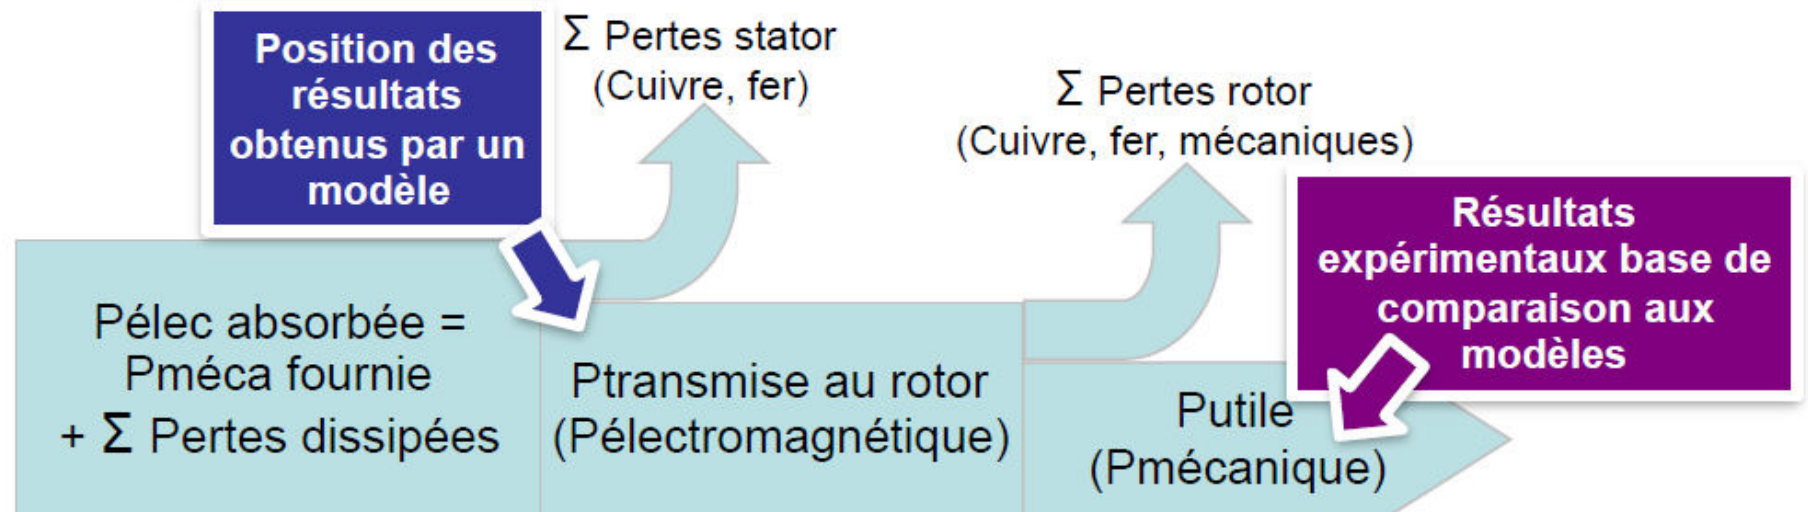 Position des
résultats
obtenus par un
modèle
Σ Pertes stator
(Cuivre, fer)
Σ Pertes rotor
(Cuivre, fer, mécaniques)
Résultats
expérimentaux base de
comparaison aux
modèles
Pélec absorbée =
Pméca fournie
+ Σ Pertes dissipées
Ptransmise au rotor
(Pélectromagnétique)
Putile
(Pmécanique)